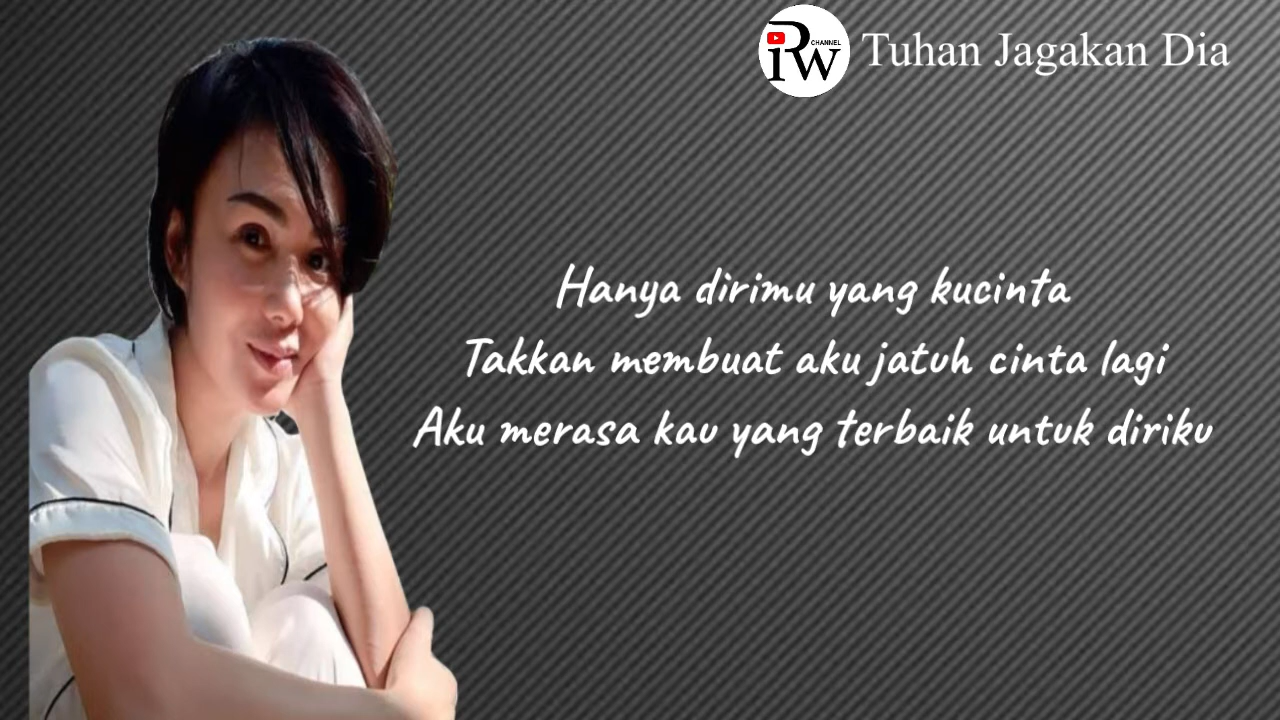 RW CHANNEL
Tuhan Jagakan Dia
Hanya dirimu yang kucinta
Takkan membuat aku jatuh cinta lagi
Aku merasa kau yang terbaik untuk diriku